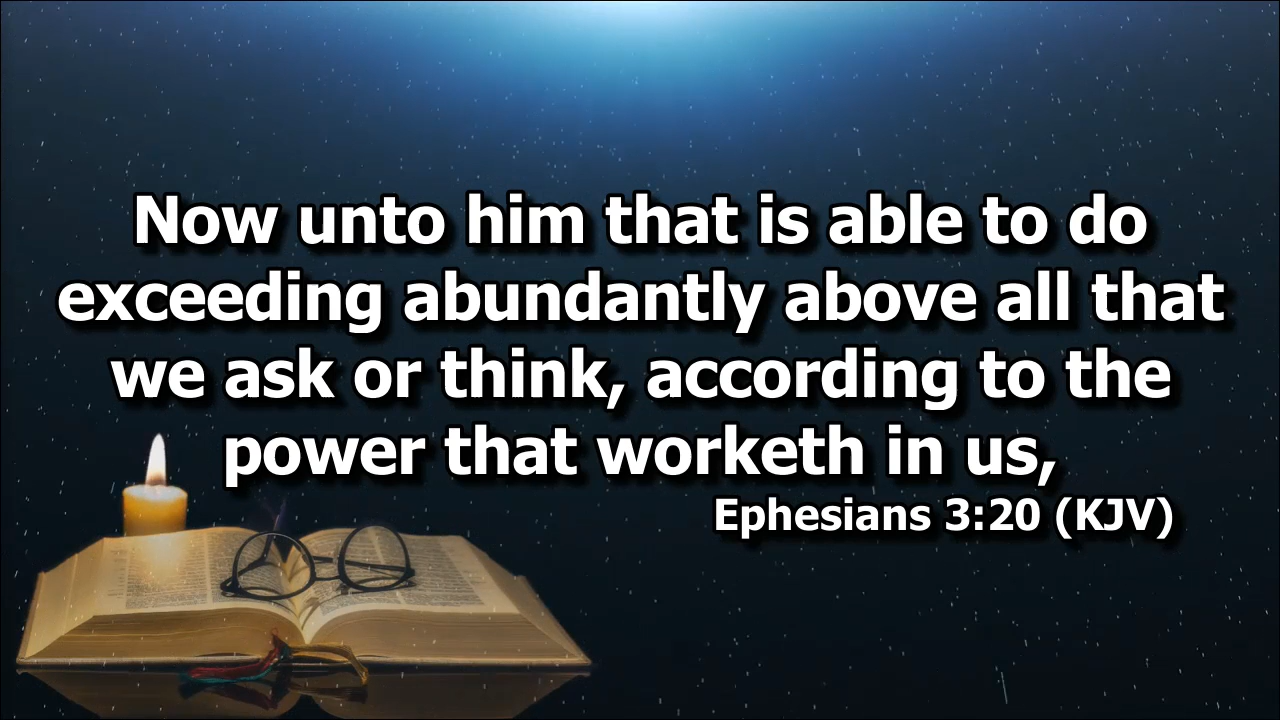 Now unto him that is able to do
exceeding abundantly above all that
we ask or think, according to the
power that worketh in us,
Ephesians 3:20 (KJV)